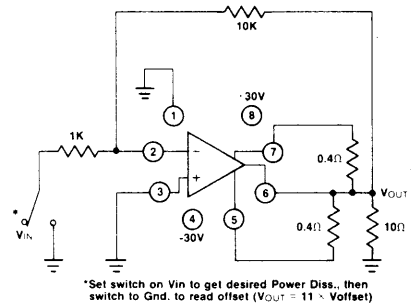 10K
1
·30V
8
1K
2
−
7
0.4Ω
*
3
+
6
VOUT
VIN
4
-30V
5
0.4Ω
10Ω
*Set switch on Vin to get desired Power Diss., then
switch to Gnd. to read offset (VOUT = 11 × Voffset)